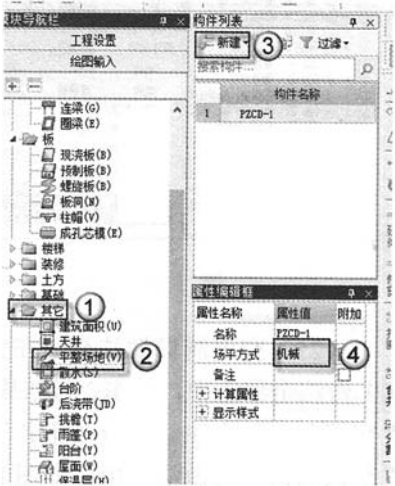 块导航栏
工程设置
绘图输入
连梁(G)
圈梁(E)
板
现浇板(B)
预制板(B)
螺旋板(B)
板洞(N)
柱帽(V)
成孔芯模(E)
楼梯
装修
土方
基础
其它
①
建筑面积(U)
天井
平整场地(V)
②
散水(S)
台阶
后浇带(JD)
挑檐(T)
雨蓬(P)
阳台(Y)
屋面(W)
保温层(H)
构件列表
新建
③
过滤
搜索构件...
构件名称
1 PZCD-1
属性编辑框
属性名称 属性值 附加
名称 PZCD-1
场平方式 机械 ④
备注
+ 计算属性
+ 显示样式